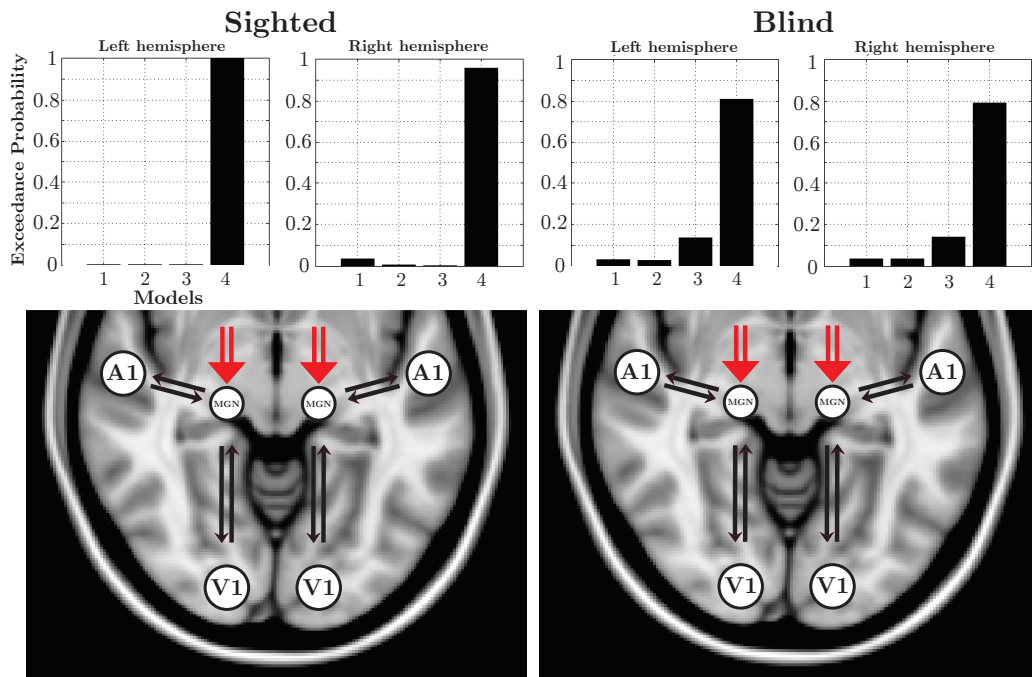 Sighted
Blind
Left hemisphere
Right hemisphere
Left hemisphere
Right hemisphere
Exceedance Probability
1
0.8
0.6
0.4
0.2
0
1 2 3 4
1
0.8
0.6
0.4
0.2
0
1 2 3 4
1
0.8
0.6
0.4
0.2
0
1 2 3 4
1
0.8
0.6
0.4
0.2
0
1 2 3 4
Models
A1 MGN MGN A1
V1 V1
A1 MGN MGN A1
V1 V1